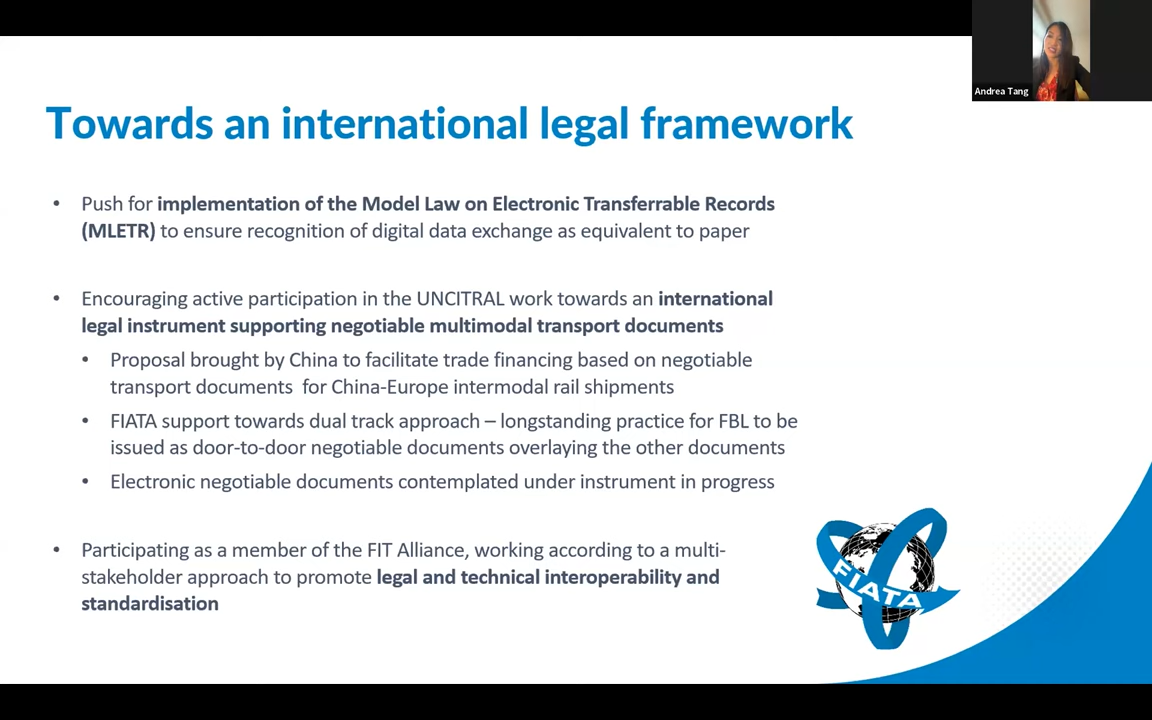 Andrea Tang
Towards an international legal framework
• Push for implementation of the Model Law on Electronic Transferrable Records
(MLETR) to ensure recognition of digital data exchange as equivalent to paper
• Encouraging active participation in the UNCITRAL work towards an international
legal instrument supporting negotiable multimodal transport documents
• Proposal brought by China to facilitate trade financing based on negotiable
transport documents for China-Europe intermodal rail shipments
• FIATA support towards dual track approach – longstanding practice for FBL to be
issued as door-to-door negotiable documents overlaying the other documents
• Electronic negotiable documents contemplated under instrument in progress
• Participating as a member of the FIT Alliance, working according to a multi-
stakeholder approach to promote legal and technical interoperability and
standardisation
FIATA